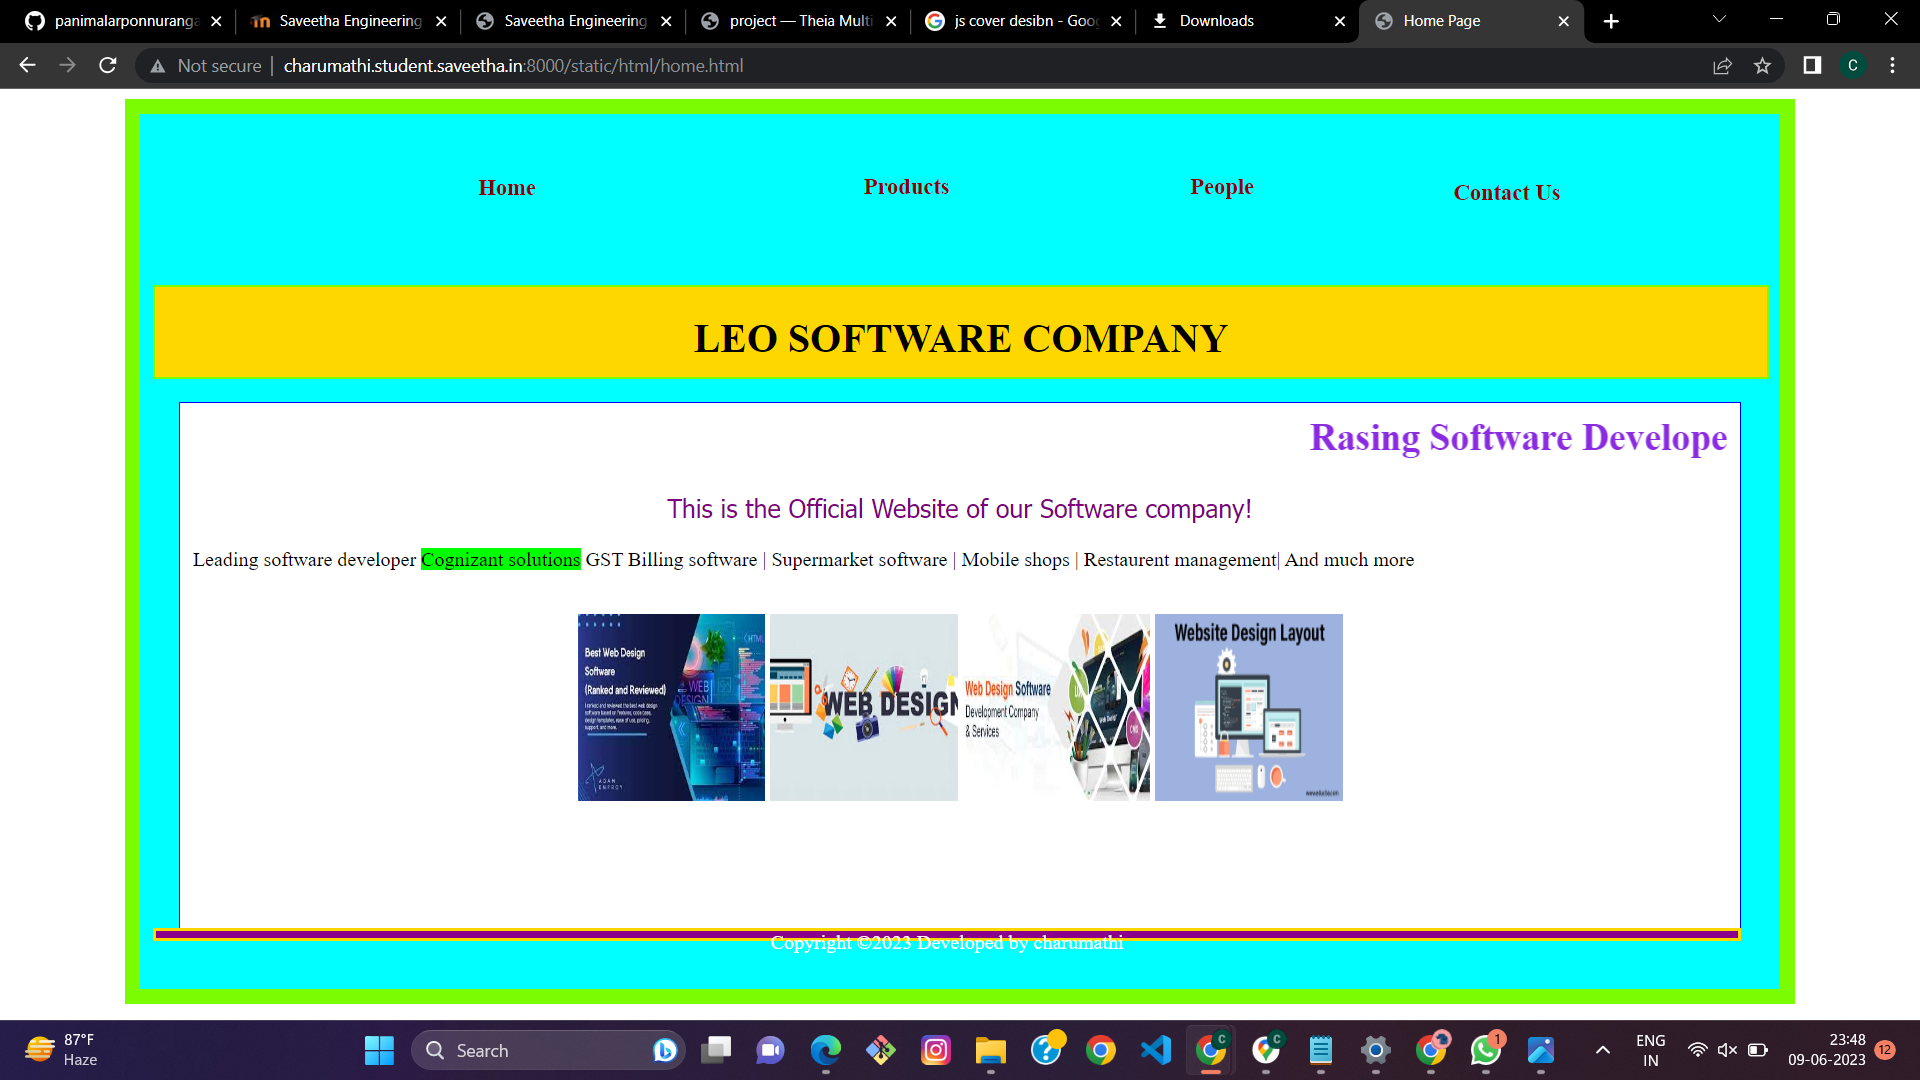 panimalarponnuranga
Saveetha Engineering
Saveetha Engineering
project — Theia Multi
js cover desibn - Goo
Downloads
Home Page
Not secure
charumathi.student.saveetha.in:8000/static/html/home.html
C
Home
Products
People
Contact Us
LEO SOFTWARE COMPANY
Rasing Software Develope
This is the Official Website of our Software company!
Leading software developer Cognizant solutions GST Billing software | Supermarket software | Mobile shops | Restaurent management| And much more
Best Web Design
Software
(Ranked and Reviewed)
WEB
DESIGN
WEB DESIGN
Web Design Software
Development Company
& Services
Website Design Layout
Copyright ©2023 Developed by charumathi
87°F
Haze
Search
C
C
1
ENG
IN
23:48
09-06-2023
12